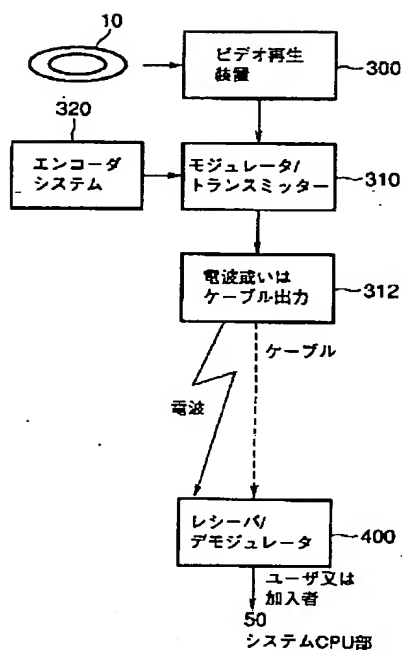 10
ビデオ再生
装置
300
320
エンコーダ
システム
モジュレータ/
トランスミッター
310
電波或いは
ケーブル出力
312
ケーブル
電波
レシーバ/
デモジュレータ
400
ユーザ又は
加入者
50
システムCPU部